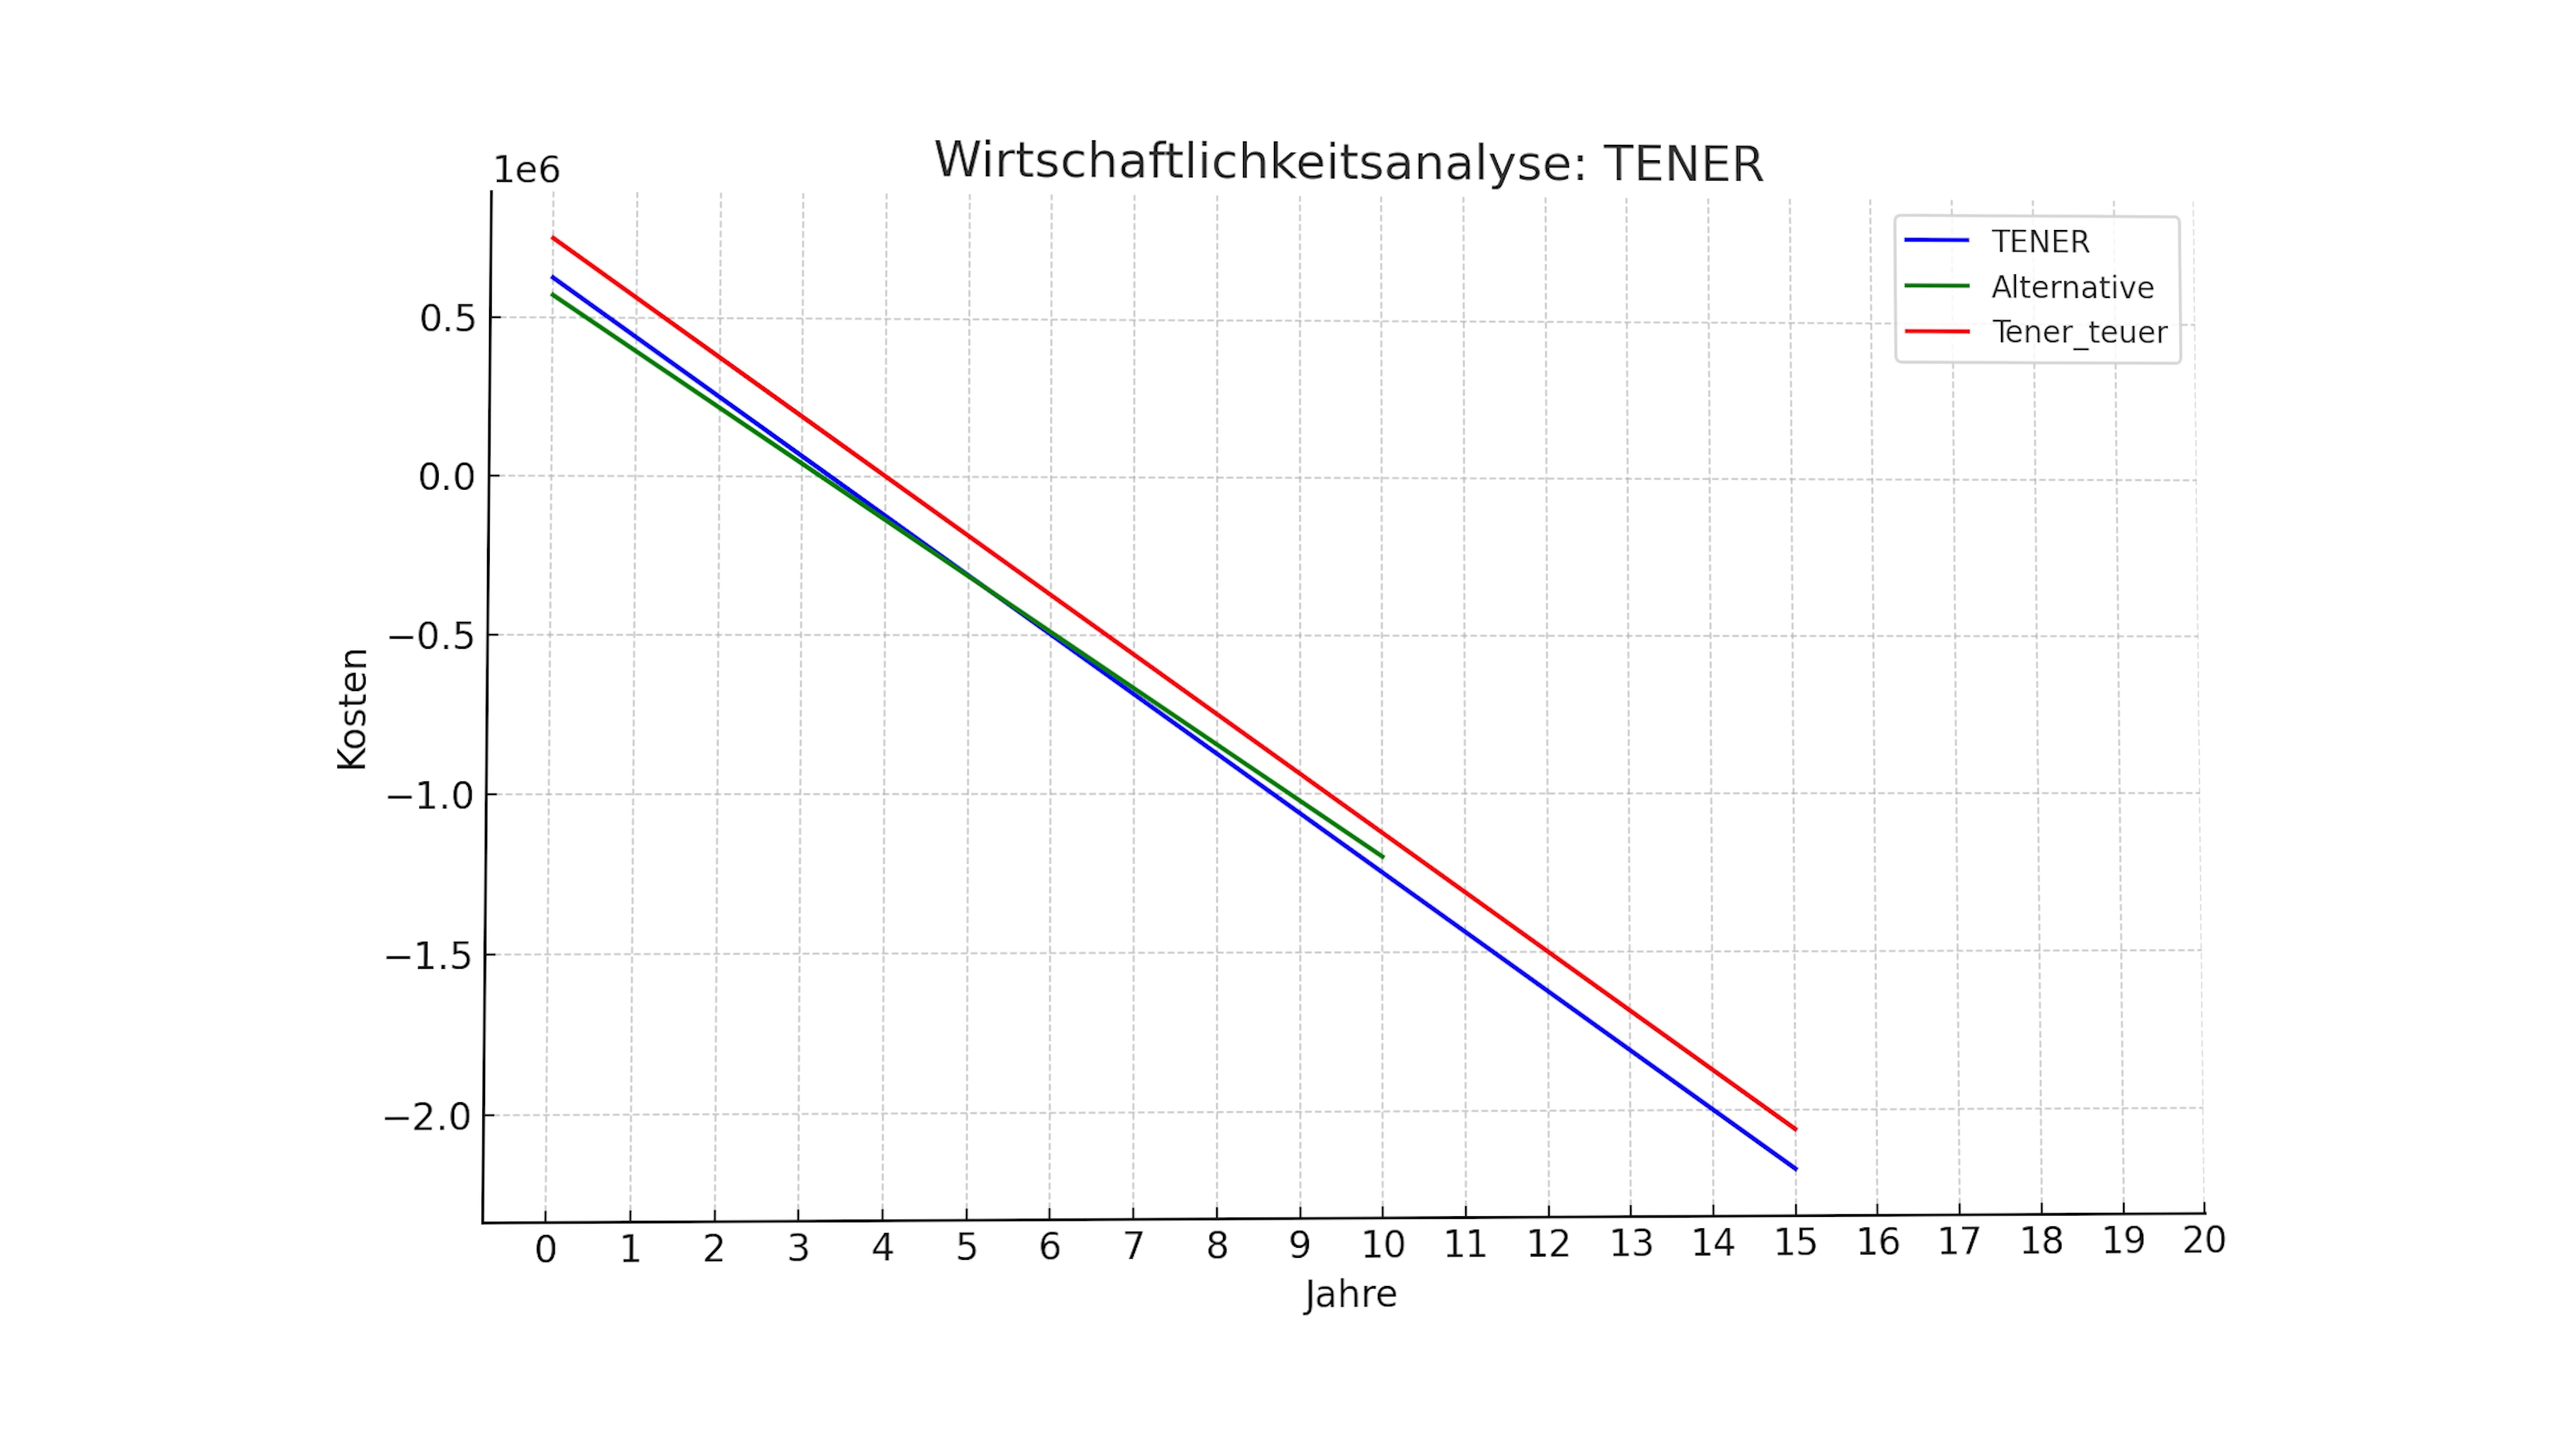 Wirtschaftlichkeitsanalyse: TENER
1e6
TENER
Alternative
Tener_teuer
0.5
0.0
−0.5
−1.0
−1.5
−2.0
Kosten
0 1 2 3 4 5 6 7 8 9 10 11 12 13 14 15 16 17 18 19 20
Jahre